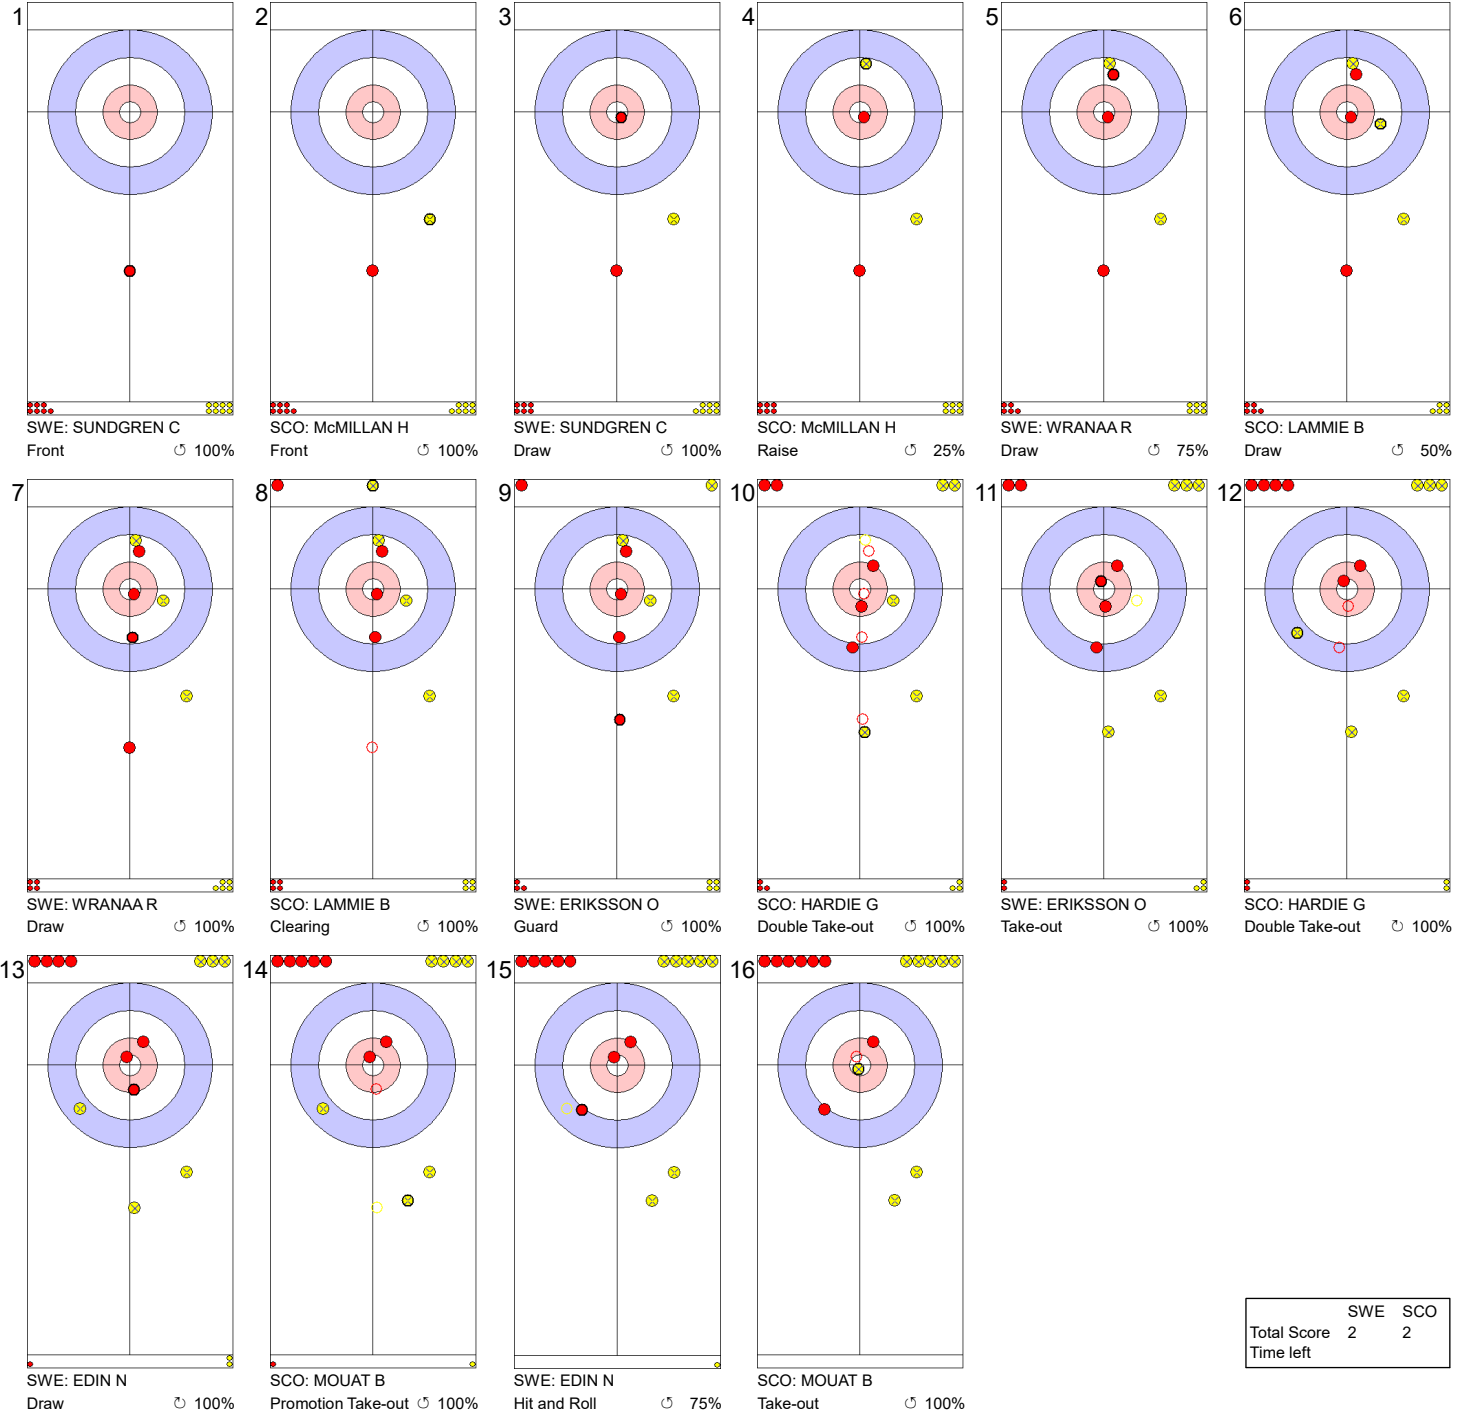 1
2
3
4
5
6
SWE: SUNDGREN C
Front ↺ 100%
SCO: McMILLAN H
Front ↺ 100%
SWE: SUNDGREN C
Draw ↺ 100%
SCO: McMILLAN H
Raise ↺ 25%
SWE: WRANAA R
Draw ↺ 75%
SCO: LAMMIE B
Draw ↺ 50%
7
8
9
10
11
12
SWE: WRANAA R
Draw ↺ 100%
SCO: LAMMIE B
Clearing ↺ 100%
SWE: ERIKSSON O
Guard ↺ 100%
SCO: HARDIE G
Double Take-out ↺ 100%
SWE: ERIKSSON O
Take-out ↺ 100%
SCO: HARDIE G
Double Take-out ↻ 100%
13
14
15
16
SWE: EDIN N
Draw ↻ 100%
SCO: MOUAT B
Promotion Take-out ↺ 100%
SWE: EDIN N
Hit and Roll ↺ 75%
SCO: MOUAT B
Take-out ↺ 100%
SWE SCO
Total Score 2 2
Time left